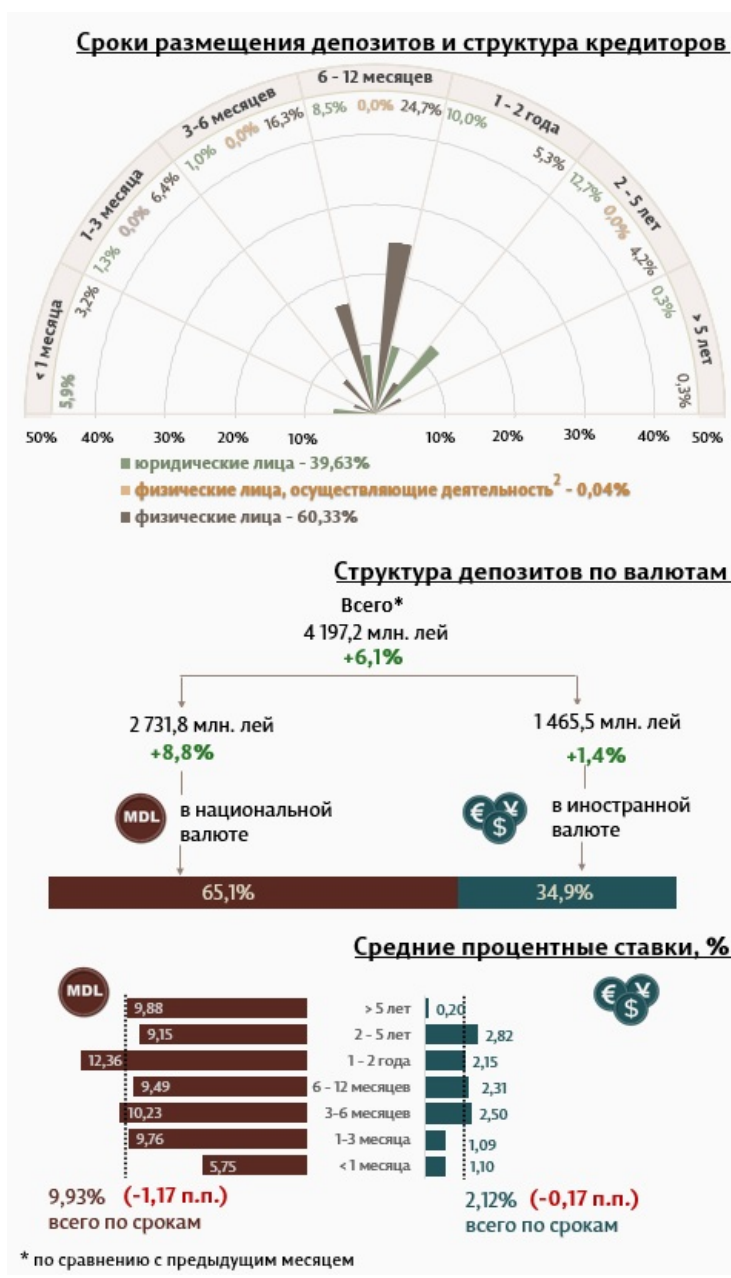 Сроки размещения депозитов и структура кредиторов
< 1 месяца
5,9%
3,2%
1-3 месяца
1,3%
0,0%
6,4%
3-6 месяцев
1,0%
0,0%
16,3%
6 - 12 месяцев
8,5%
0,0%
24,7%
1 - 2 года
10,0%
5,3%
2 - 5 лет
12,7%
0,0%
4,2%
> 5 лет
0,3%
0,3%
50% 40% 30% 20% 10% 10% 20% 30% 40% 50%
юридические лица - 39,63%
физические лица, осуществляющие деятельность2 - 0,04%
физические лица - 60,33%
Структура депозитов по валютам
Всего*
4 197,2 млн. лей
+6,1%
2 731,8 млн. лей
+8,8%
1 465,5 млн. лей
+1,4%
MDL
в национальной
валюте
€ ¥ $
в иностранной
валюте
65,1% 34,9%
Средние процентные ставки, %
MDL
€ ¥ $
9,88 > 5 лет 0,20
9,15 2 - 5 лет 2,82
12,36 1 - 2 года 2,15
9,49 6 - 12 месяцев 2,31
10,23 3-6 месяцев 2,50
9,76 1-3 месяца 1,09
5,75 < 1 месяца 1,10
9,93% (-1,17 п.п.)
всего по срокам
2,12% (-0,17 п.п.)
всего по срокам
* по сравнению с предыдущим месяцем